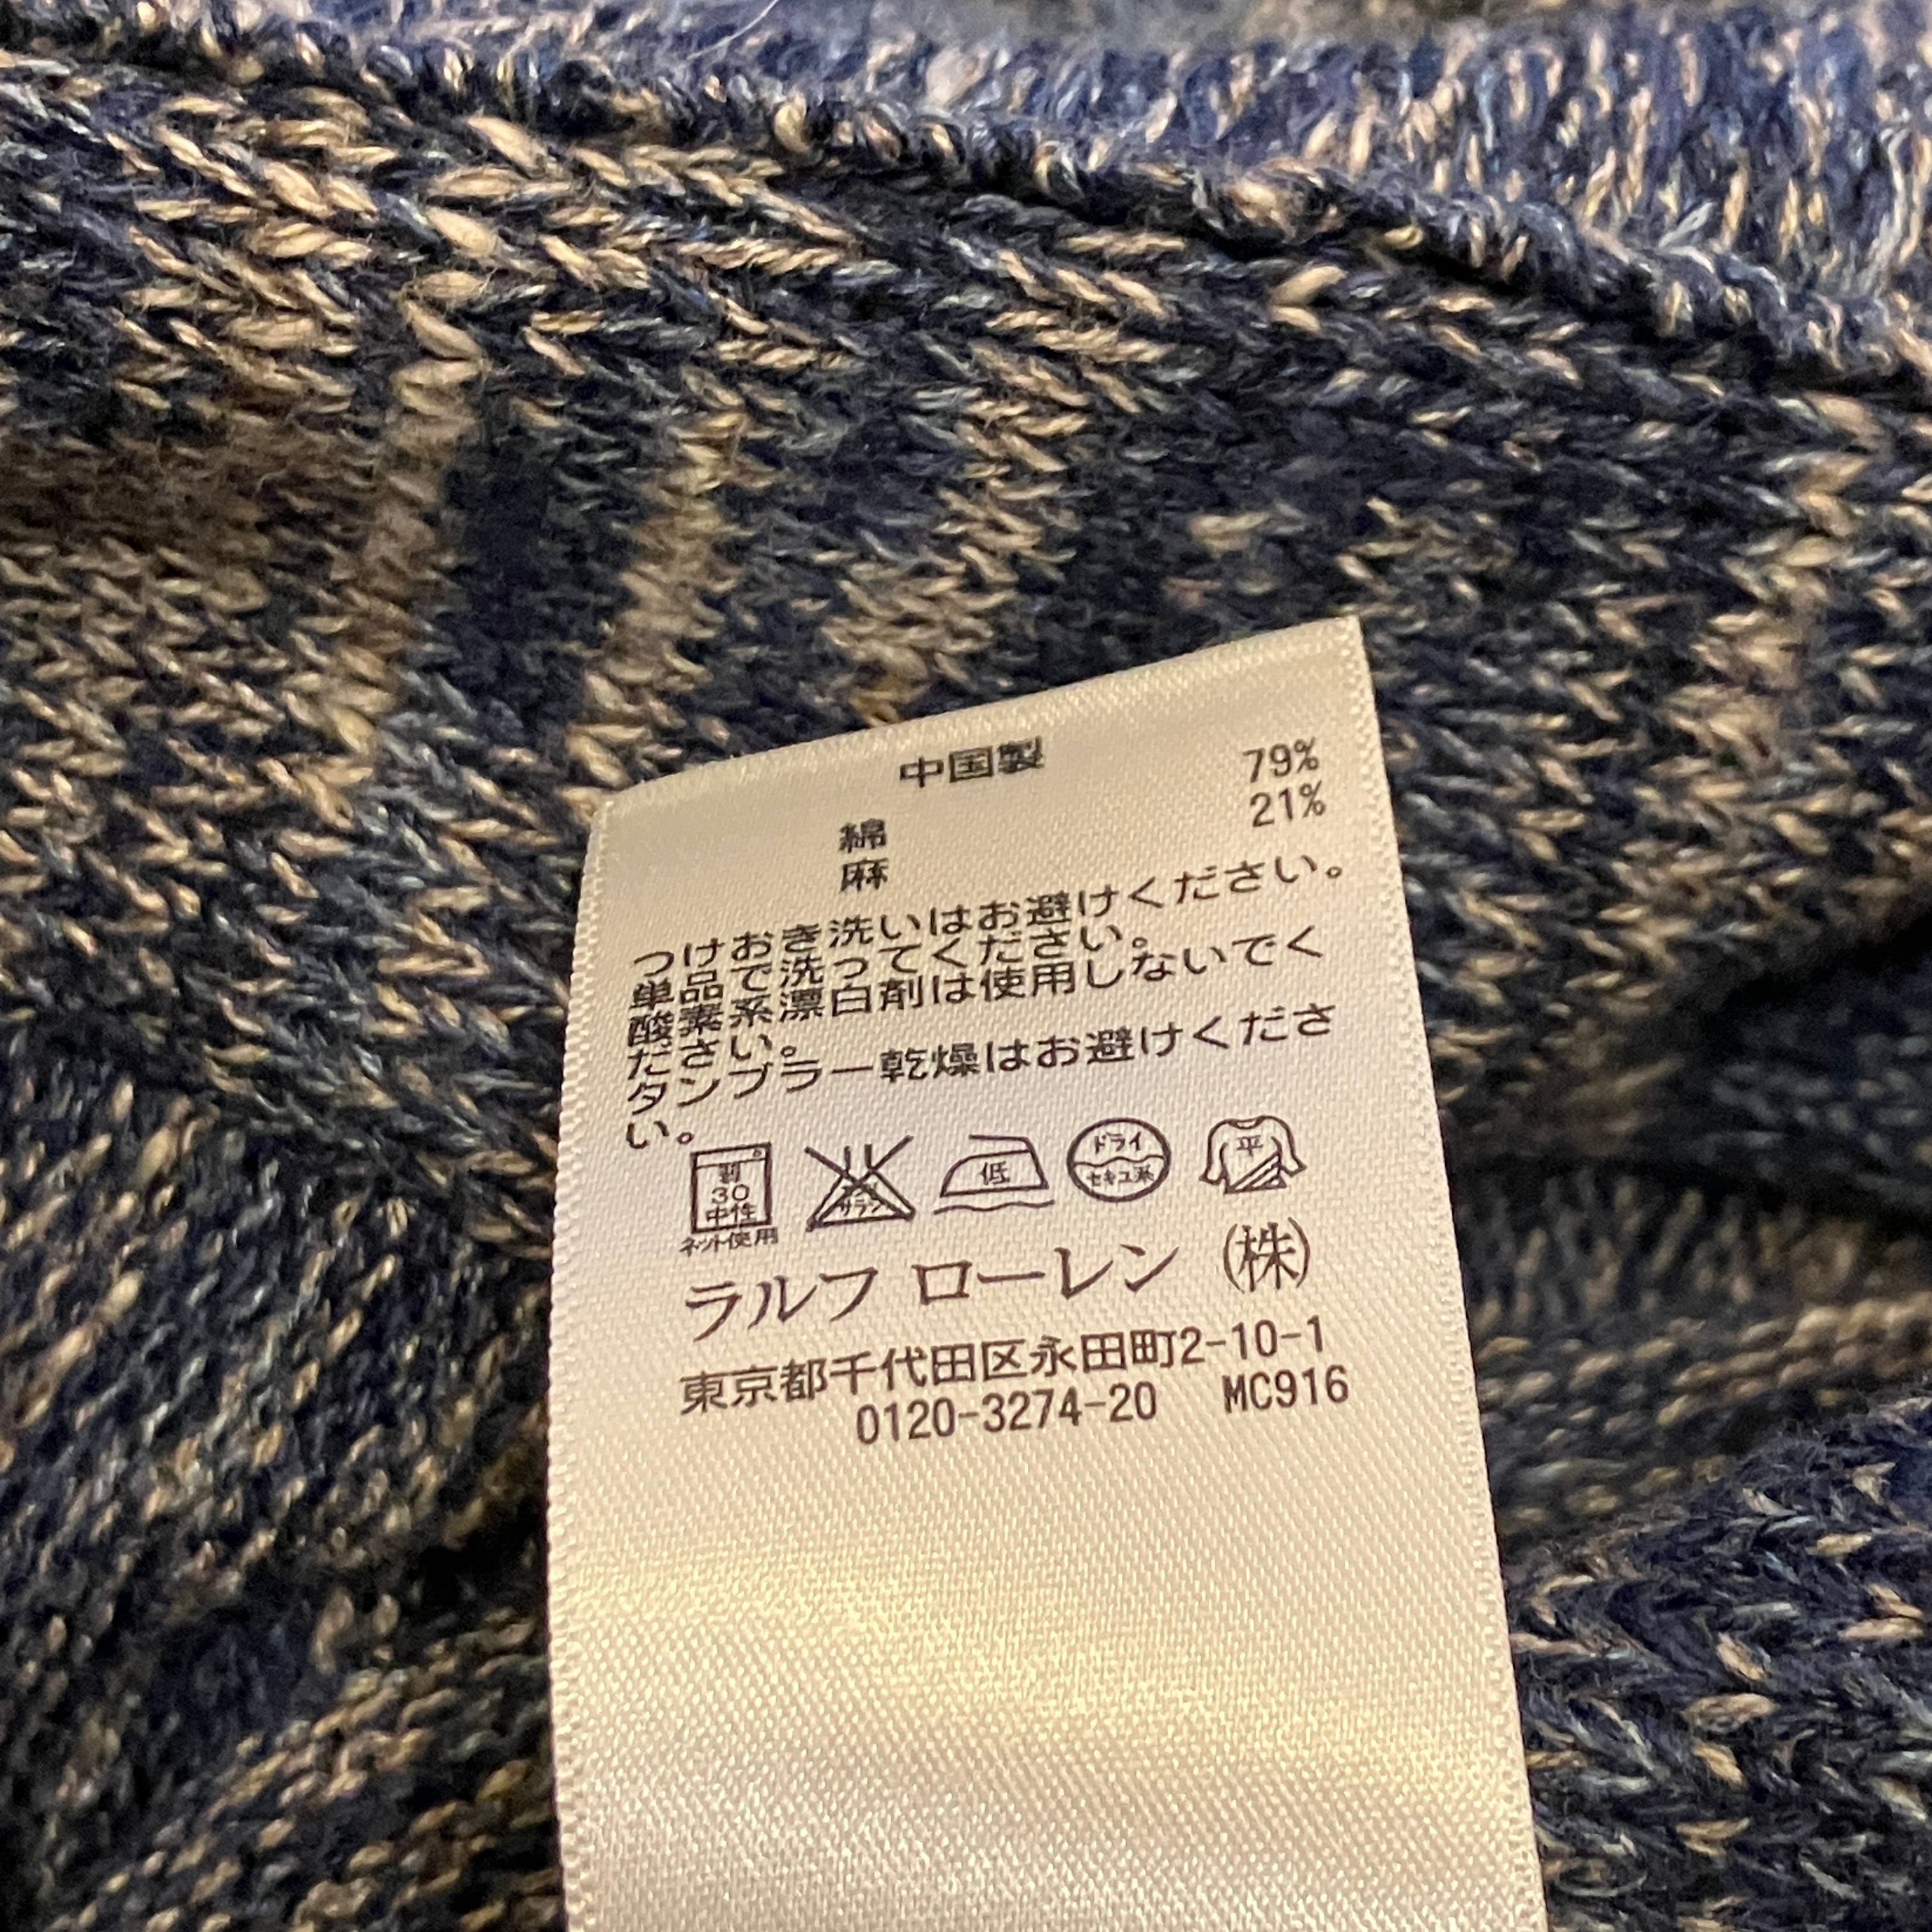 中国製
綿 79%
麻 21%
つけおき洗いはお避けください。
単品で洗ってください。
酸素系漂白剤は使用しないでく
ださい。
タンブラー乾燥はお避けくださ
い。
30
中性
ネット使用
サラシ
低
ドライ
セキユ系
平
ラルフ ローレン (株)
東京都千代田区永田町2-10-1
0120-3274-20 MC916